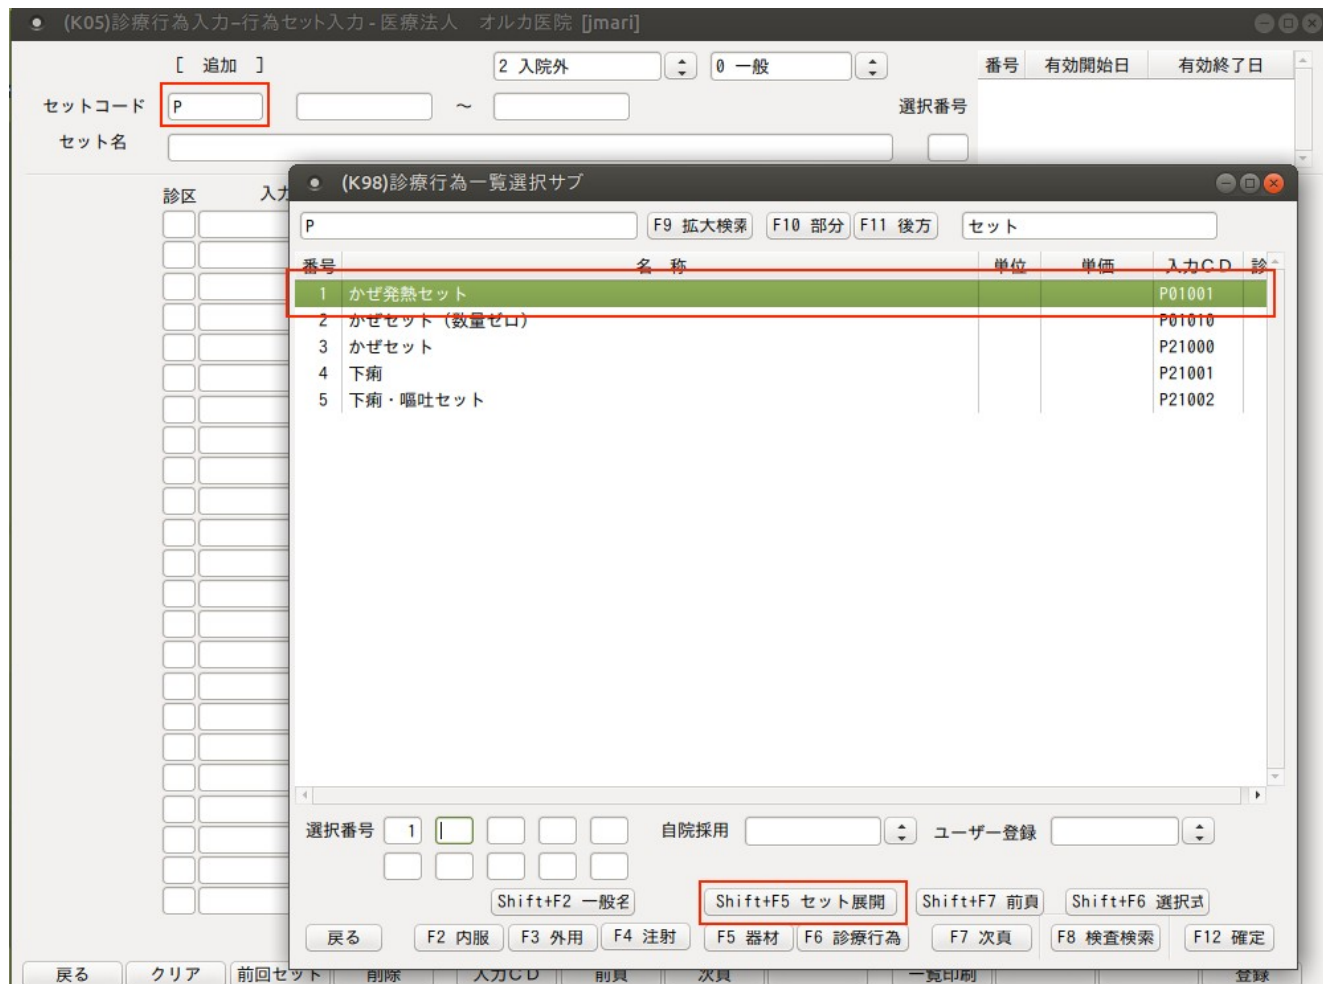 (K05)診療行為入力–行為セット入力 - 医療法人　オルカ医院 [jmari]
[ 追加 ] 2 入院外 0 一般 番号 有効開始日 有効終了日
セットコード P ～ 選択番号
セット名
診区
(K98)診療行為一覧選択サブ
P F9 拡大検索 F10 部分 F11 後方 セット
番号 名　称 単位 単価 入力ＣＤ 診
1 かぜ発熱セット P01001
2 かぜセット（数量ゼロ） P01010
3 かぜセット P21000
4 下痢 P21001
5 下痢・嘔吐セット P21002
選択番号 1 自院採用 ユーザー登録
Shift+F2 一般名 Shift+F5 セット展開 Shift+F7 前頁 Shift+F6 選択式
戻る F2 内服 F3 外用 F4 注射 F5 器材 F6 診療行為 F7 次頁 F8 検査検索 F12 確定
戻る クリア 前回セット 削除 入力ＣＤ 前頁 次頁 一覧印刷 登録